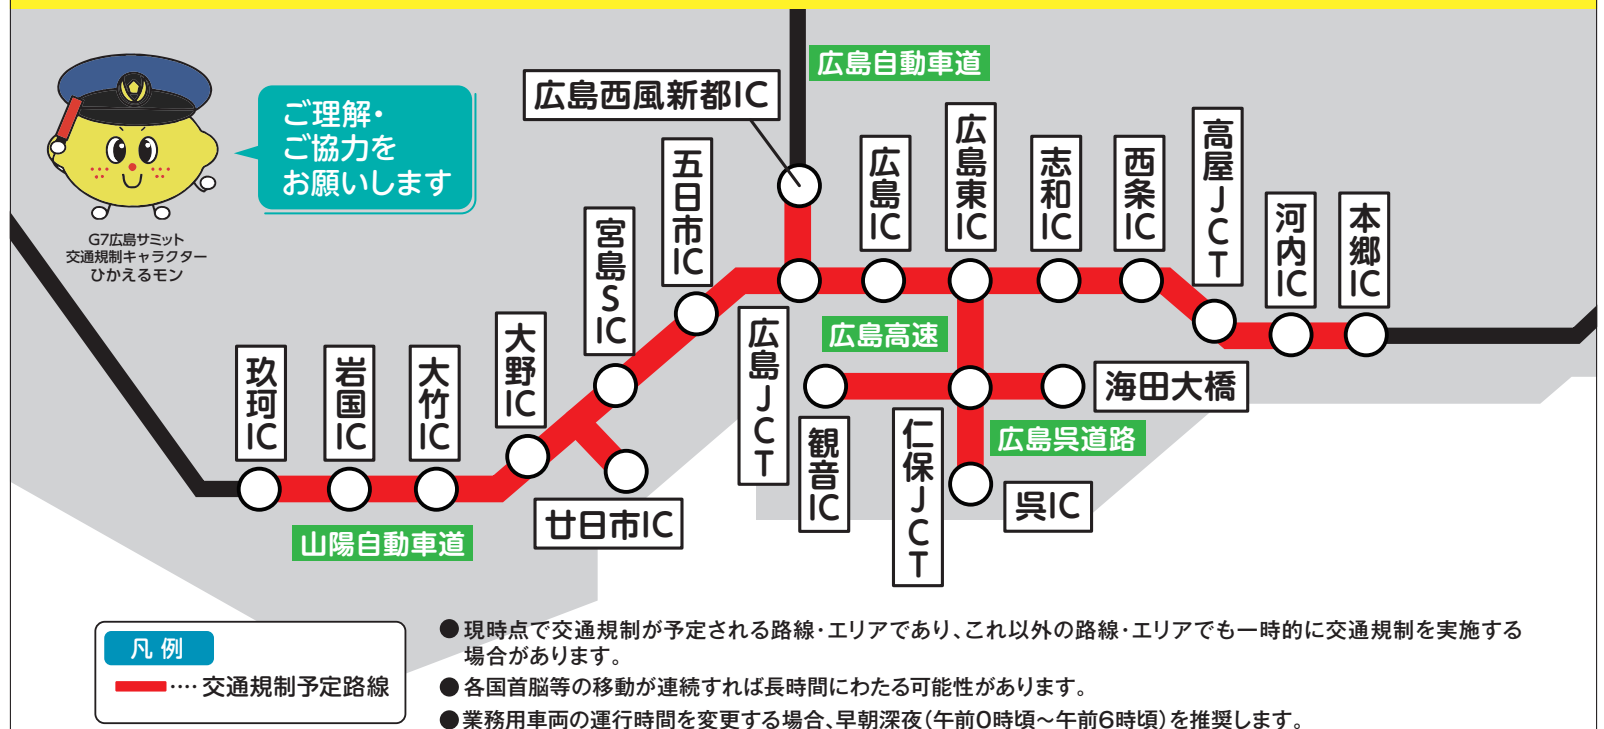 広島自動車道
広島西風新都IC
ご理解・
ご協力を
お願いします
G7広島サミット
交通規制キャラクター
ひかえるモン
五日市IC
広島IC
広島東IC
志和IC
西条IC
高屋JCT
河内IC
本郷IC
宮島SIC
大野IC
広島JCT
広島高速
玖珂IC
岩国IC
大竹IC
海田大橋
観音IC
仁保JCT
広島呉道路
呉IC
廿日市IC
山陽自動車道
凡例
‥‥交通規制予定路線
●現時点で交通規制が予定される路線・エリアであり、これ以外の路線・エリアでも一時的に交通規制を実施する
場合があります。
●各国首脳等の移動が連続すれば長時間にわたる可能性があります。
●業務用車両の運行時間を変更する場合、早朝深夜(午前0時頃～午前6時頃)を推奨します。